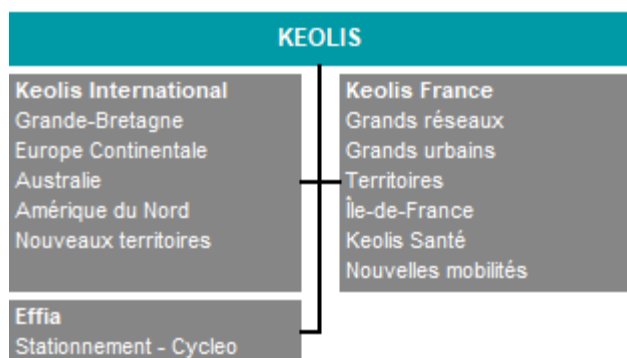 KEOLIS
Keolis International
Grande-Bretagne
Europe Continentale
Australie
Amérique du Nord
Nouveaux territoires
Keolis France
Grands réseaux
Grands urbains
Territoires
Île-de-France
Keolis Santé
Nouvelles mobilités
Effia
Stationnement - Cycleo